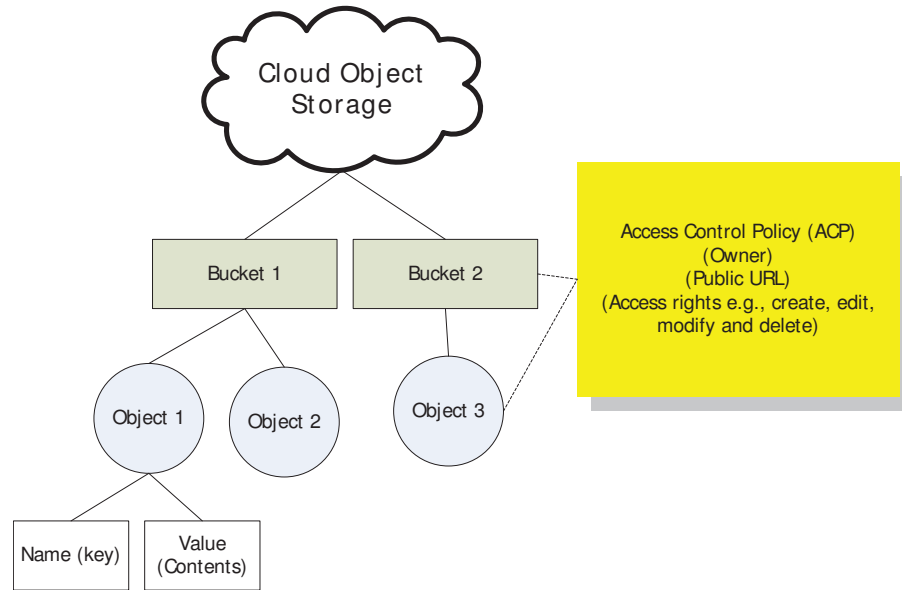 Cloud Object
Storage
Access Control Policy (ACP)
(Owner)
(Public URL)
(Access rights e.g., create, edit,
modify and delete)
Bucket 1
Bucket 2
Object 1
Object 2
Object 3
Name (key)
Value
(Contents)